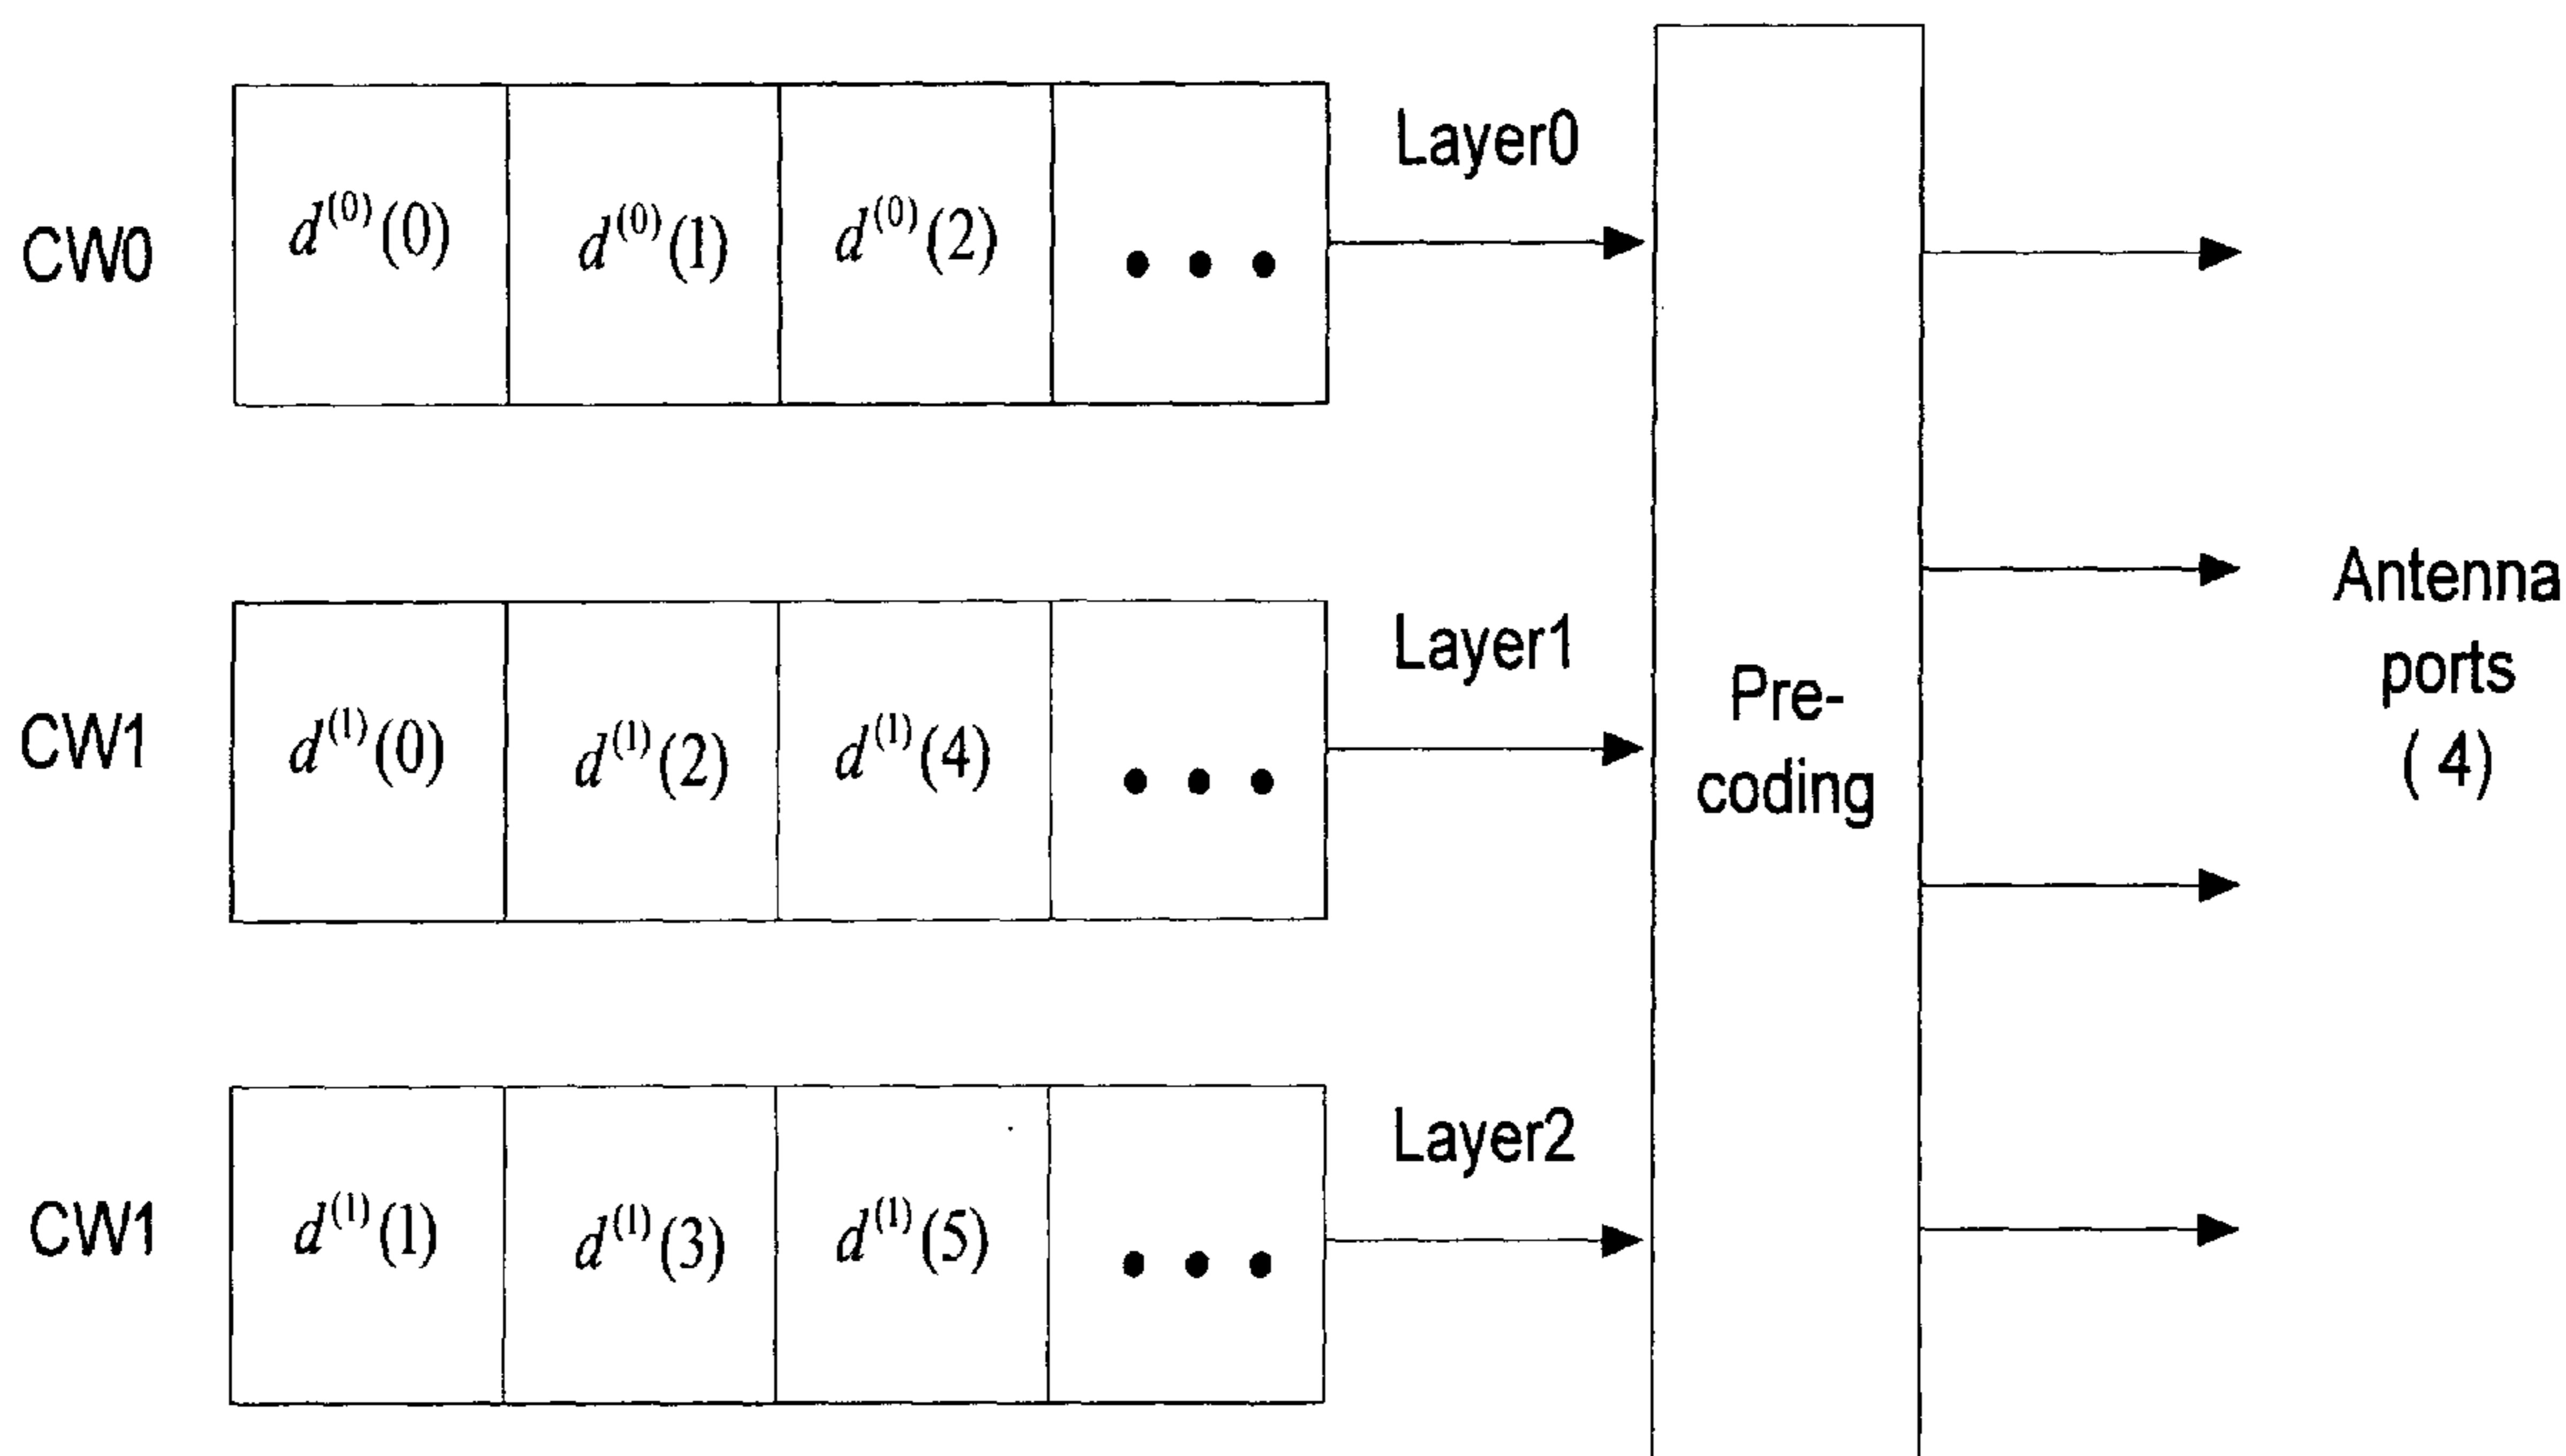 Layer0
CW0 d^{(0)}(0) d^{(0)}(1) d^{(0)}(2) •••
Layer1
CW1 d^{(1)}(0) d^{(1)}(2) d^{(1)}(4) •••
Layer2
CW1 d^{(1)}(1) d^{(1)}(3) d^{(1)}(5) •••
Pre-
coding
Antenna
ports
( 4)